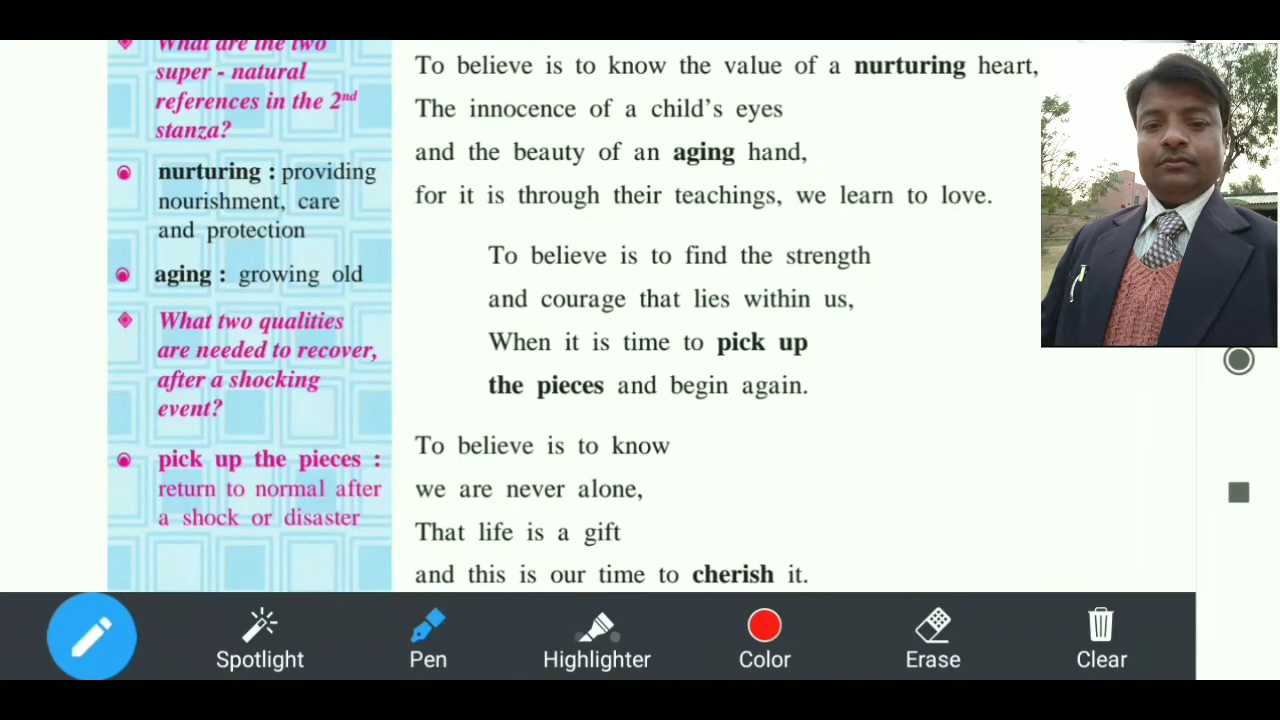 What are the two
super - natural
references in the 2nd
stanza?
nurturing : providing
nourishment, care
and protection
aging : growing old
What two qualities
are needed to recover,
after a shocking
event?
pick up the pieces :
return to normal after
a shock or disaster
To believe is to know the value of a nurturing heart,
The innocence of a child's eyes
and the beauty of an aging hand,
for it is through their teachings, we learn to love.
To believe is to find the strength
and courage that lies within us,
When it is time to pick up
the pieces and begin again.
To believe is to know
we are never alone,
That life is a gift
and this is our time to cherish it.
Spotlight
Pen
Highlighter
Color
Erase
Clear